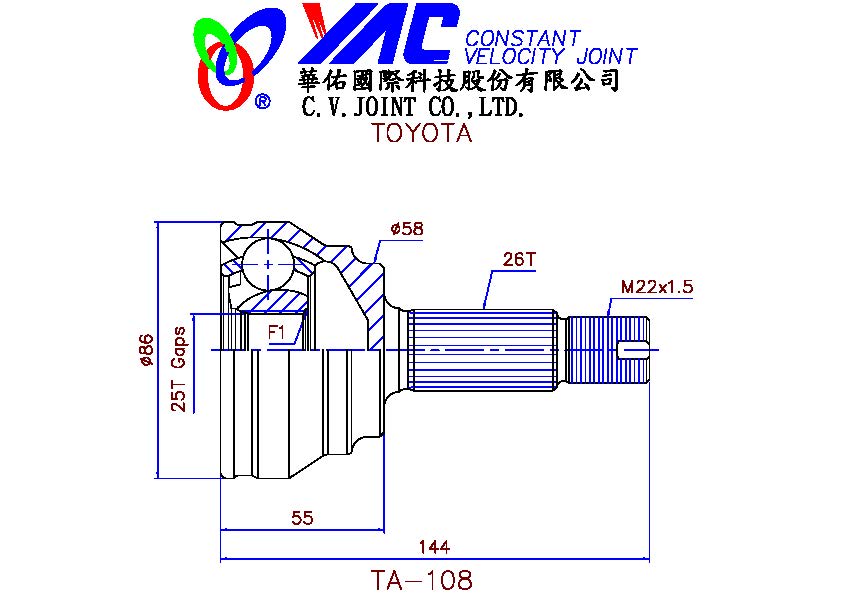 YAC CONSTANT
VELOCITY JOINT
®
華佑國際科技股份有限公司
C.V.JOINT CO.,LTD.
TOYOTA
ø58
26T
M22x1.5
F1
ø86
25T Gaps
55
144
TA-108